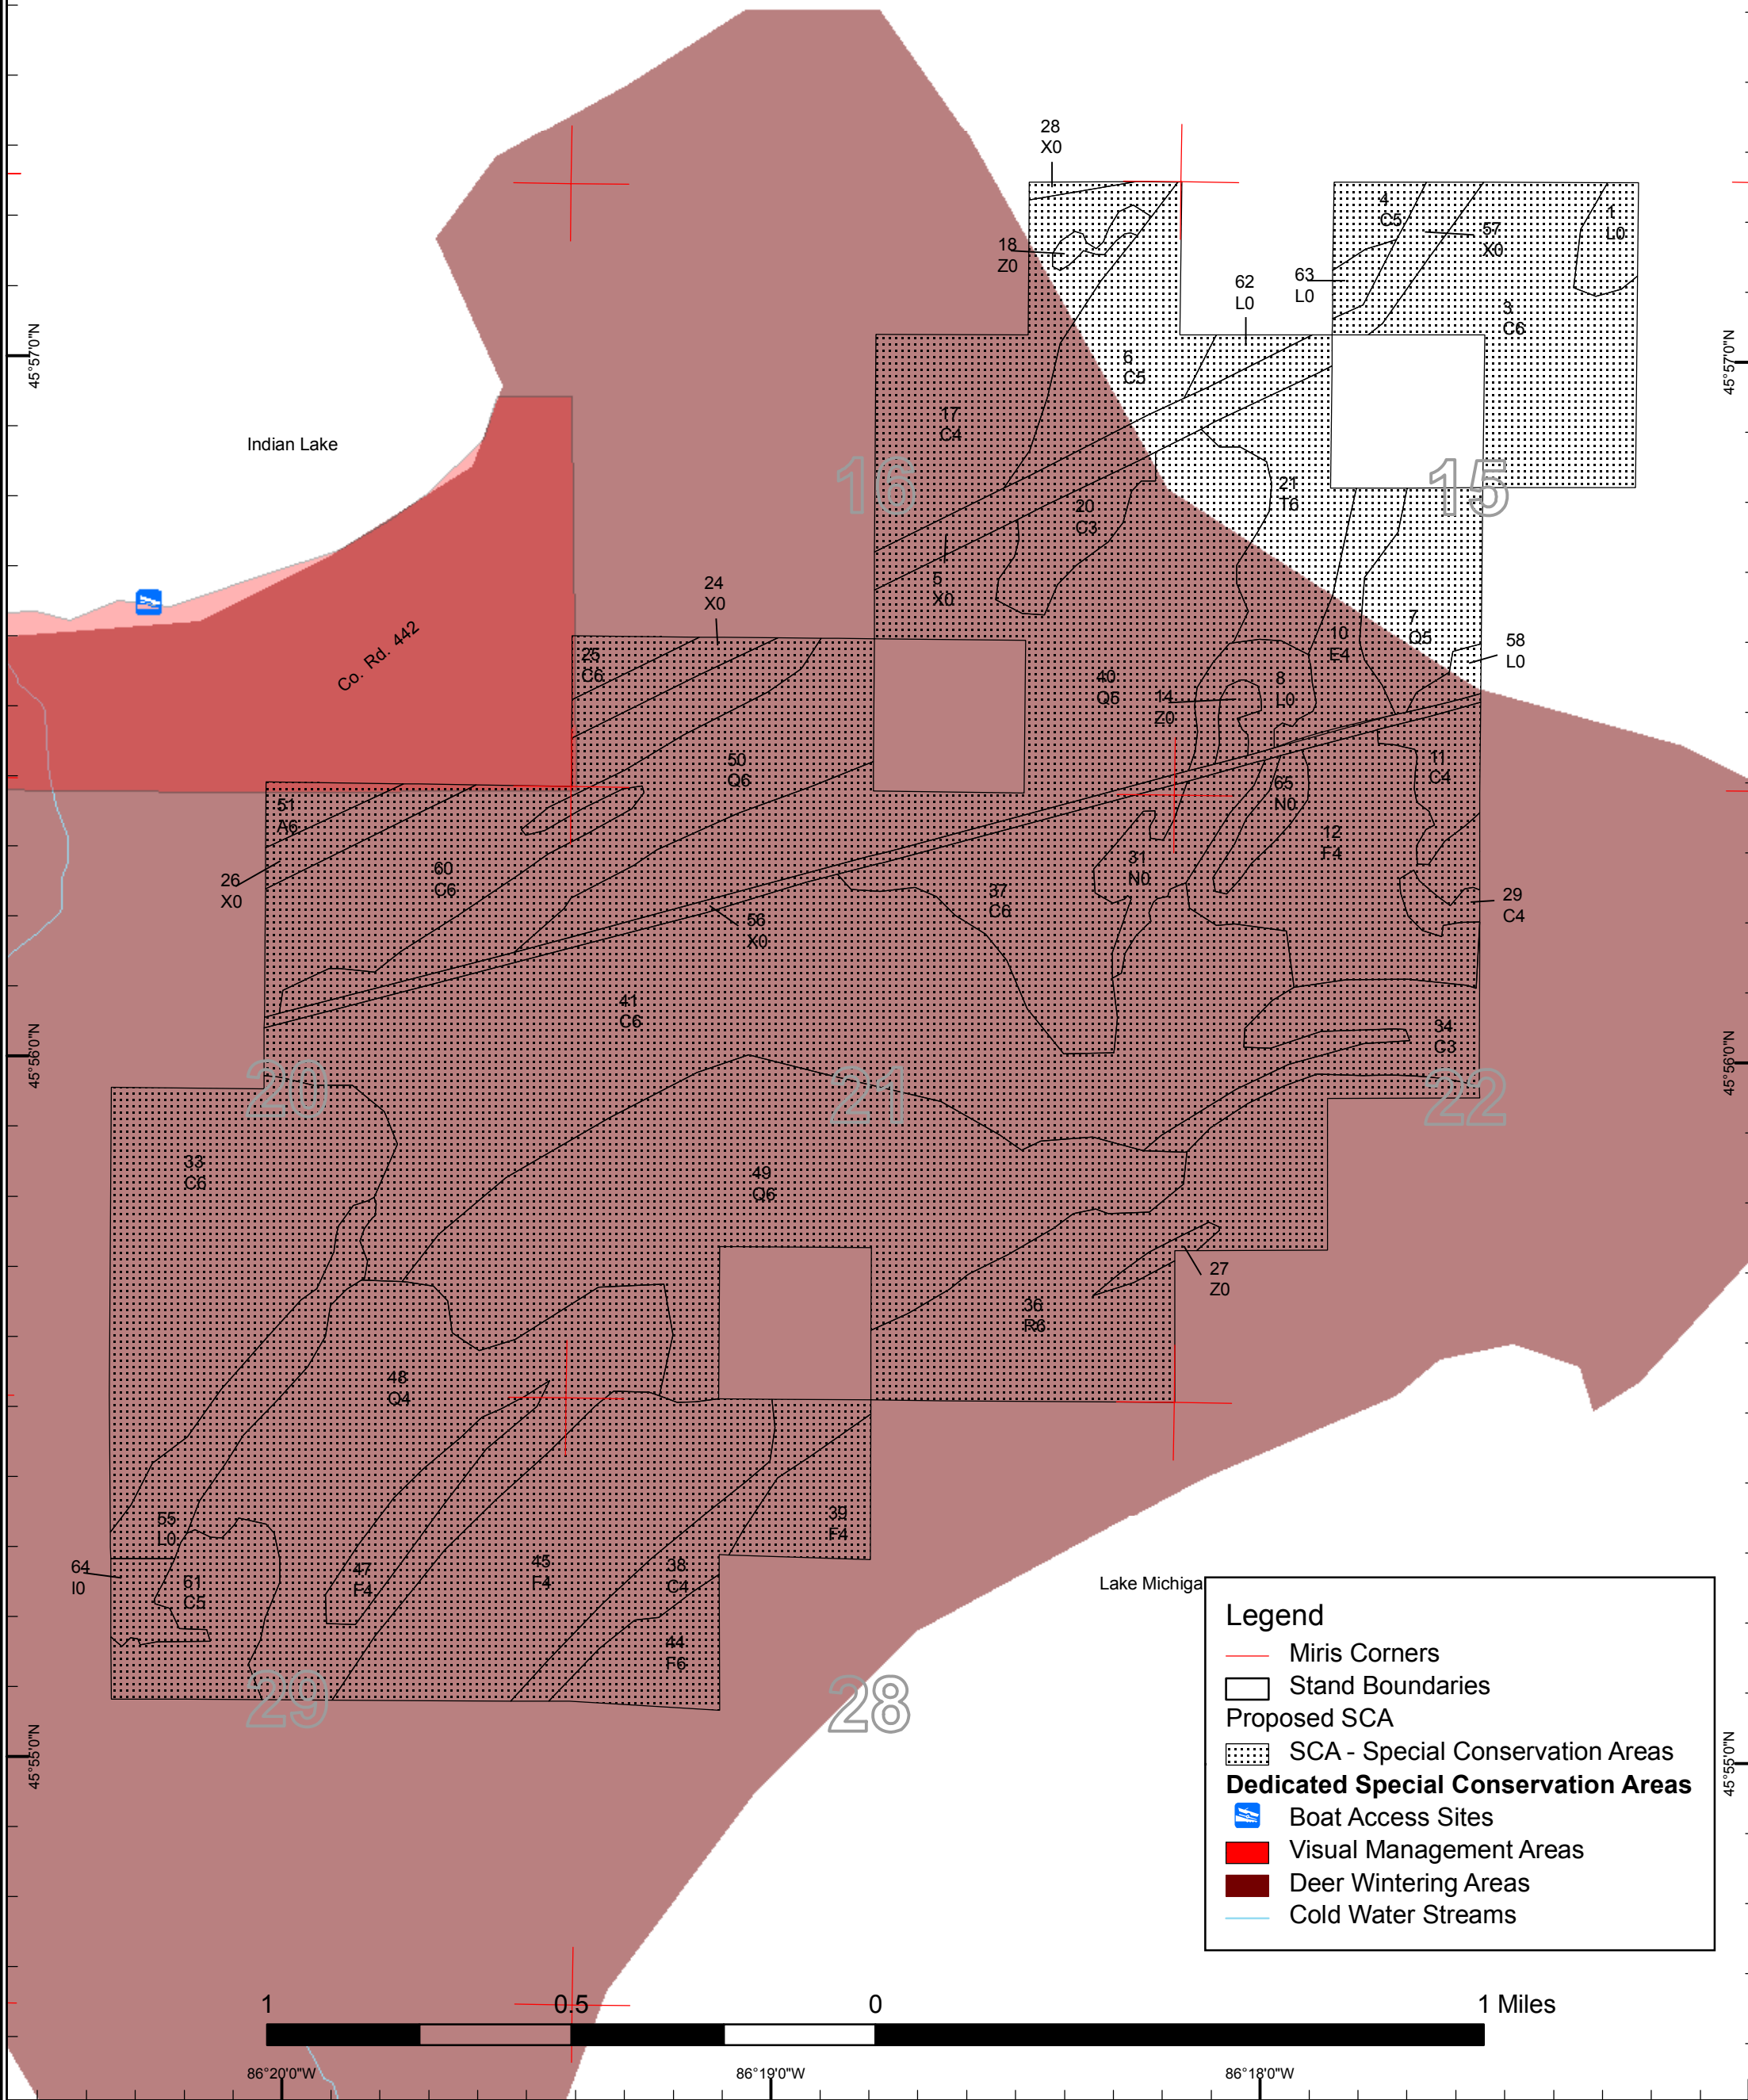 28
X0
4
C5
1
L0
57
X0
18
Z0
62
L0
63
L0
3
C6
45°57'0"N
45°57'0"N
6
C5
17
C4
Indian Lake
16
15
21
T6
20
C3
5
X0
24
X0
Co. Rd. 442
7
Q5
10
E4
58
L0
25
C6
40
Q6
8
L0
14
Z0
50
Q6
11
C4
65
N0
51
A6
12
F4
60
C6
31
N0
26
X0
37
C6
29
C4
56
X0
41
C6
34
C3
45°56'0"N
45°56'0"N
20
21
22
33
C6
49
Q6
27
Z0
36
R6
48
Q4
55
L0
39
F4
64
I0
61
C5
47
F4
45
F4
38
C4
44
F6
29
28
Lake Michiga
Legend
Miris Corners
Stand Boundaries
Proposed SCA
SCA - Special Conservation Areas
Dedicated Special Conservation Areas
Boat Access Sites
Visual Management Areas
Deer Wintering Areas
Cold Water Streams
45°55'0"N
45°55'0"N
1 0.5 0 1 Miles
86°20'0"W 86°19'0"W 86°18'0"W